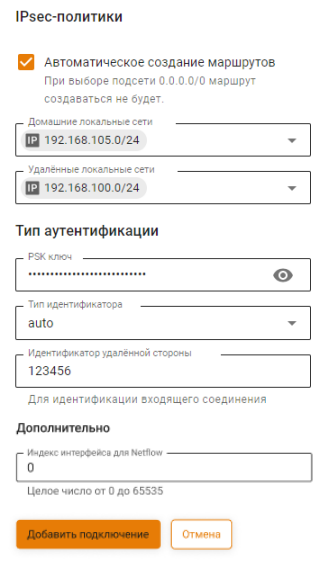 IPsec-политики
Автоматическое создание маршрутов
При выборе подсети 0.0.0.0/0 маршрут
создаваться не будет.
Домашние локальные сети
IP 192.168.105.0/24
Удалённые локальные сети
IP 192.168.100.0/24
Тип аутентификации
PSK ключ
•••••••••••••••••••••••••••
Тип идентификатора
auto
Идентификатор удалённой стороны
123456
Для идентификации входящего соединения
Дополнительно
Индекс интерфейса для Netflow
0
Целое число от 0 до 65535
Добавить подключение Отмена